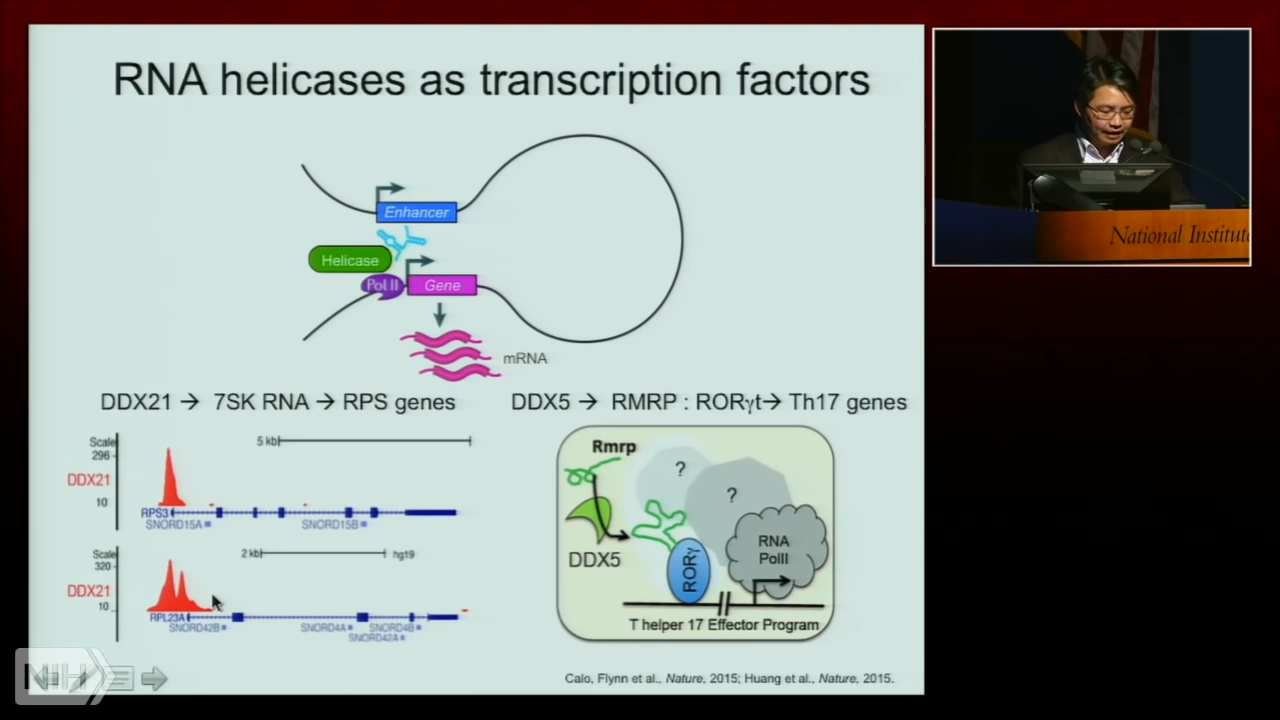 RNA helicases as transcription factors
National Institute
Enhancer
Helicase
Pol II
Gene
mRNA
DDX21 → 7SK RNA → RPS genes
DDX5 → RMRP : RORγt → Th17 genes
Scale
5 kb
296
DDX21
10
RPS3
SNORD15A
SNORD15B
Scale
2 kb
hg19
320
DDX21
10
RPL23A
SNORD42B
SNORD4A
SNORD4B
SNORD42A
Rmrp
?
?
DDX5
RORγ
RNA
PolII
T helper 17 Effector Program
Calo, Flynn et al., Nature, 2015; Huang et al., Nature, 2015.
NIH